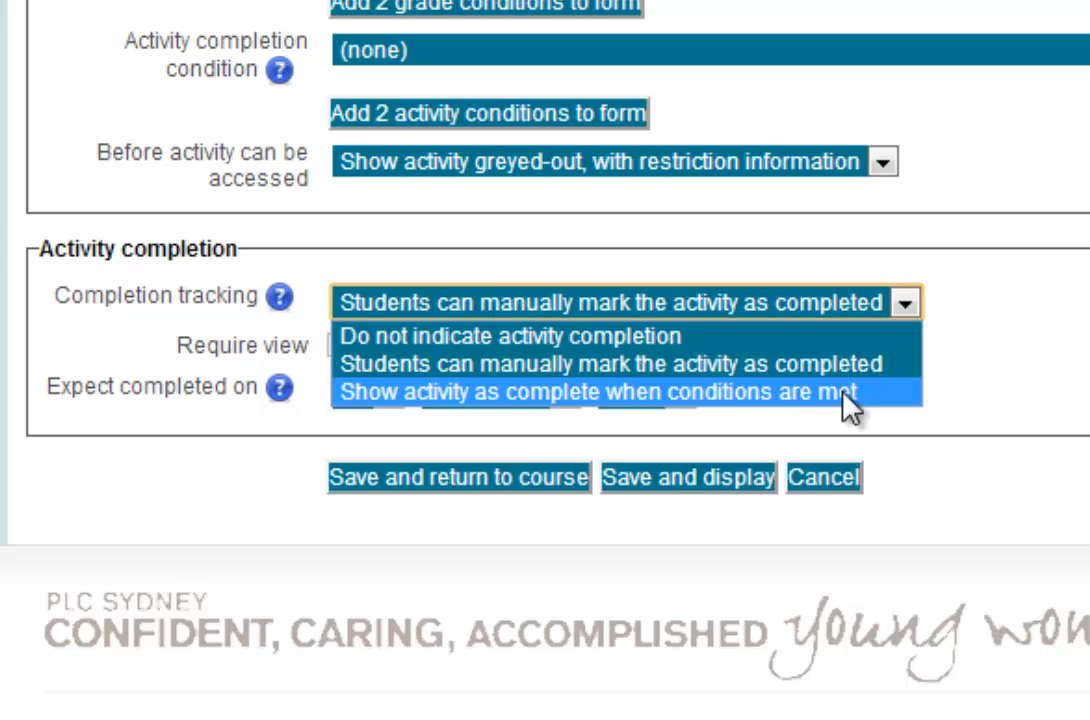 Add 2 grade conditions to form
Activity completion
condition
(none)
Add 2 activity conditions to form
Before activity can be
accessed
Show activity greyed-out, with restriction information
Activity completion
Completion tracking
Students can manually mark the activity as completed
Do not indicate activity completion
Students can manually mark the activity as completed
Show activity as complete when conditions are met
Require view
Expect completed on
Save and return to course
Save and display
Cancel
PLC SYDNEY
CONFIDENT, CARING, ACCOMPLISHED young